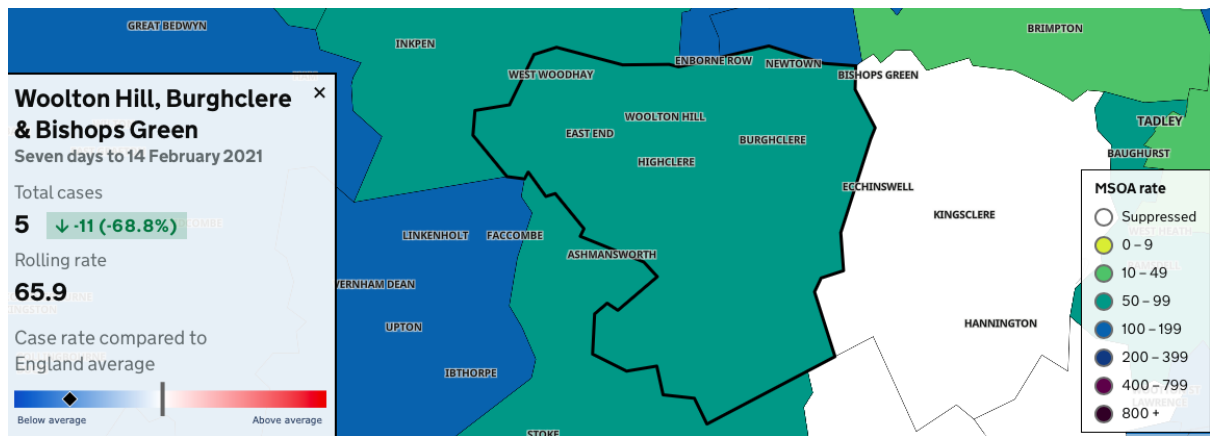 GREAT BEDWYN
INKPEN
BRIMPTON
WEST WOODHAY
ENBORNE ROW
NEWTOWN
BISHOPS GREEN
WOOLTON HILL
EAST END
BURGHCLERE
HIGHCLERE
TADLEY
BAUGHURST
ECCHINSWELL
KINGSCLERE
LINKENHOLT
FACCOMBE
ASHMANSWORTH
VERNHAM DEAN
UPTON
HANNINGTON
IBTHORPE
STOKE
Woolton Hill, Burghclere
& Bishops Green
Seven days to 14 February 2021
Total cases
5 ↓ -11 (-68.8%)
Rolling rate
65.9
Case rate compared to
England average
Below average
Above average
MSOA rate
Suppressed
0 – 9
10 – 49
50 – 99
100 – 199
200 – 399
400 – 799
800 +